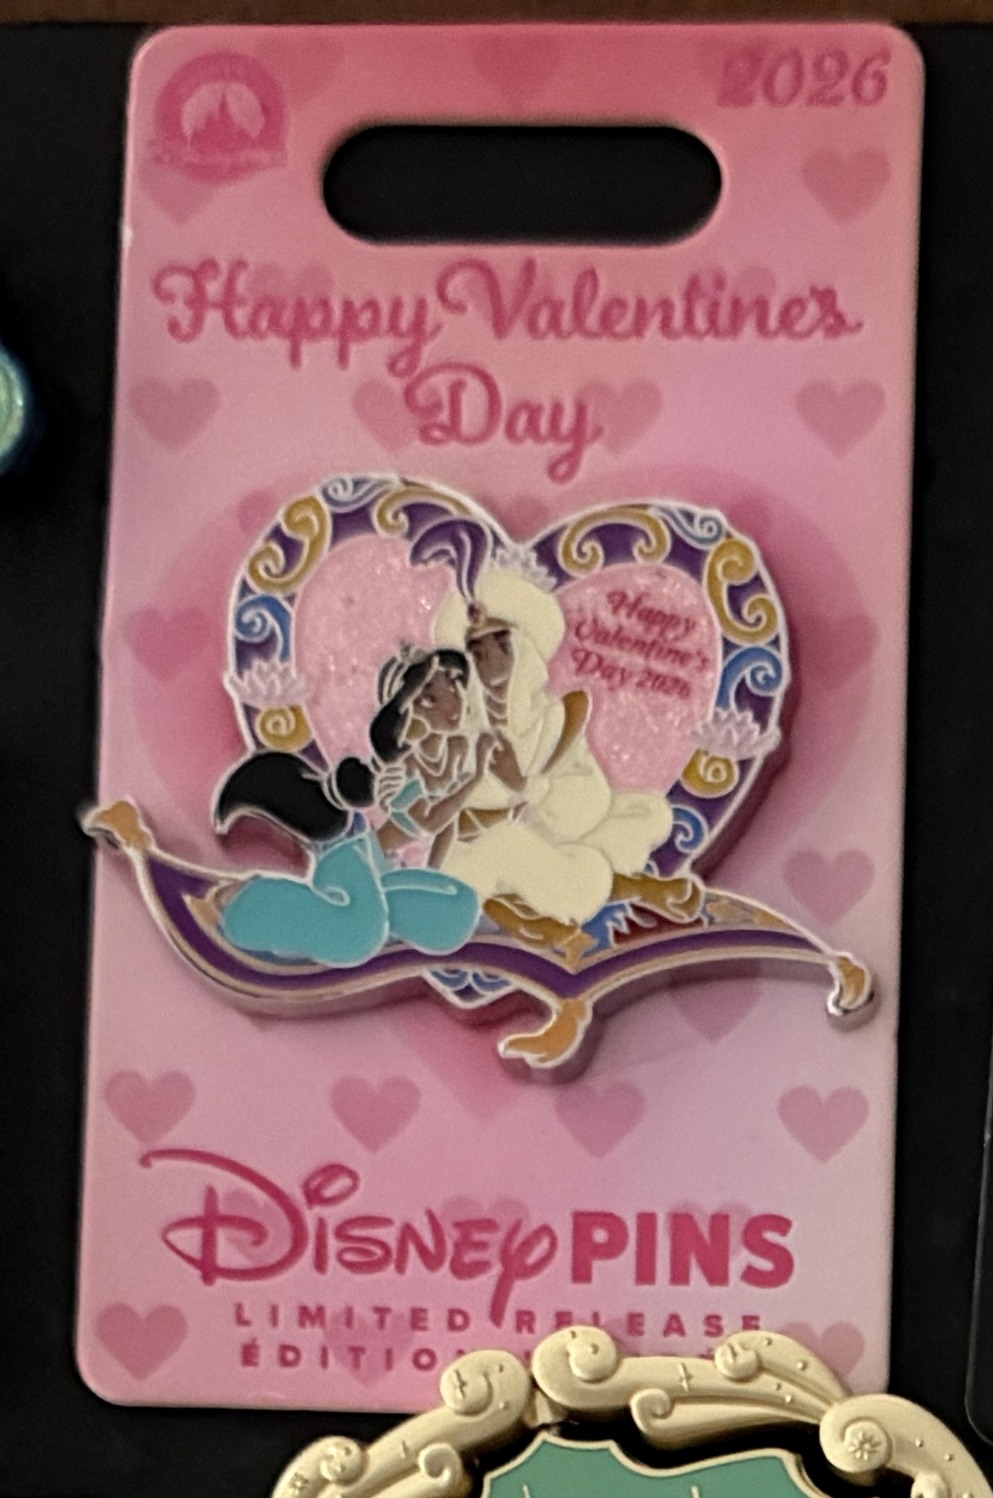 2026
Happy Valentine's
Day
Happy
Valentine's
Day 2026
Disney PINS
LIMITED RELEASE